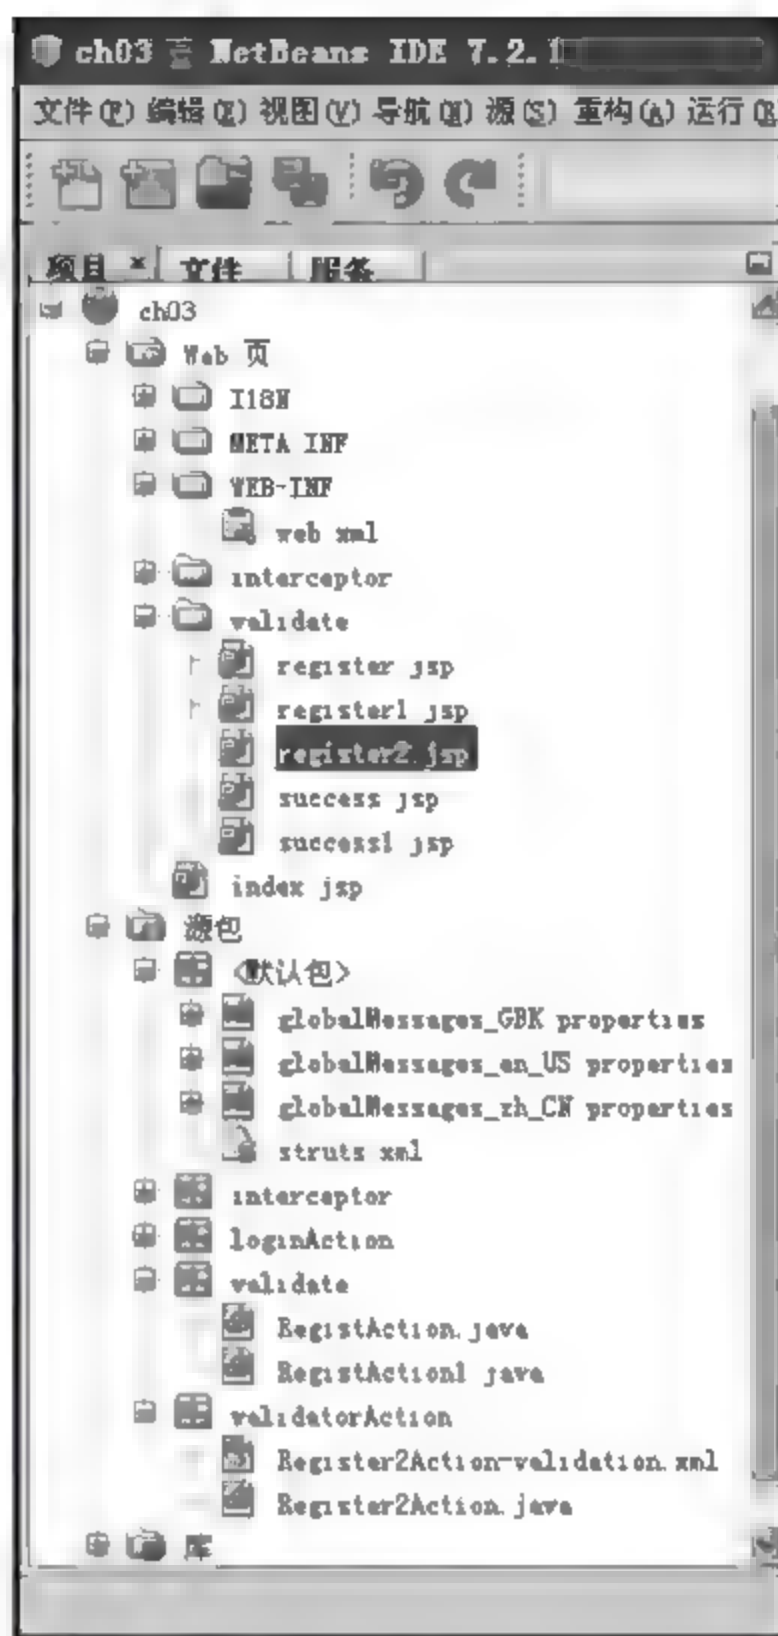 ch03 - NetBeans IDE 7.2.1
文件(F) 编辑(E) 视图(V) 导航(N) 源(S) 重构(A) 运行(R
项目 × 文件 服务
ch03
Web 页
I18N
META-INF
WEB-INF
web.xml
interceptor
validate
register.jsp
register1.jsp
register2.jsp
success.jsp
success1.jsp
index.jsp
源包
<默认包>
globalMessages_GBK.properties
globalMessages_en_US.properties
globalMessages_zh_CN.properties
struts.xml
interceptor
loginAction
validate
RegistAction.java
RegistAction1.java
validatorAction
Register2Action-validation.xml
Register2Action.java
库